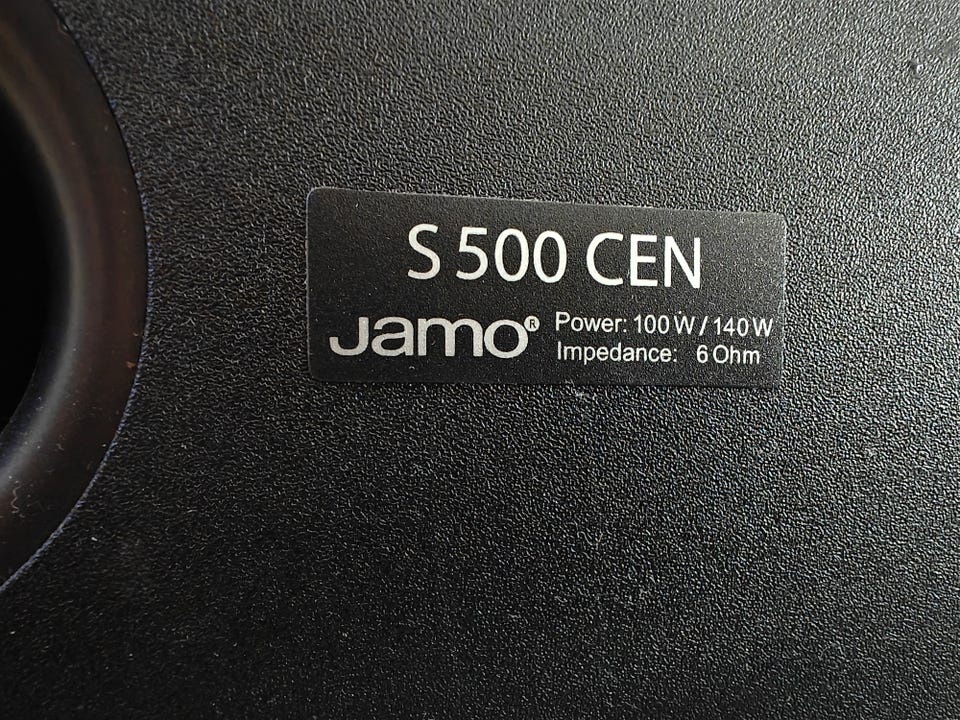 S 500 CEN
Jamo® Power: 100 W / 140 W
Impedance: 6 Ohm